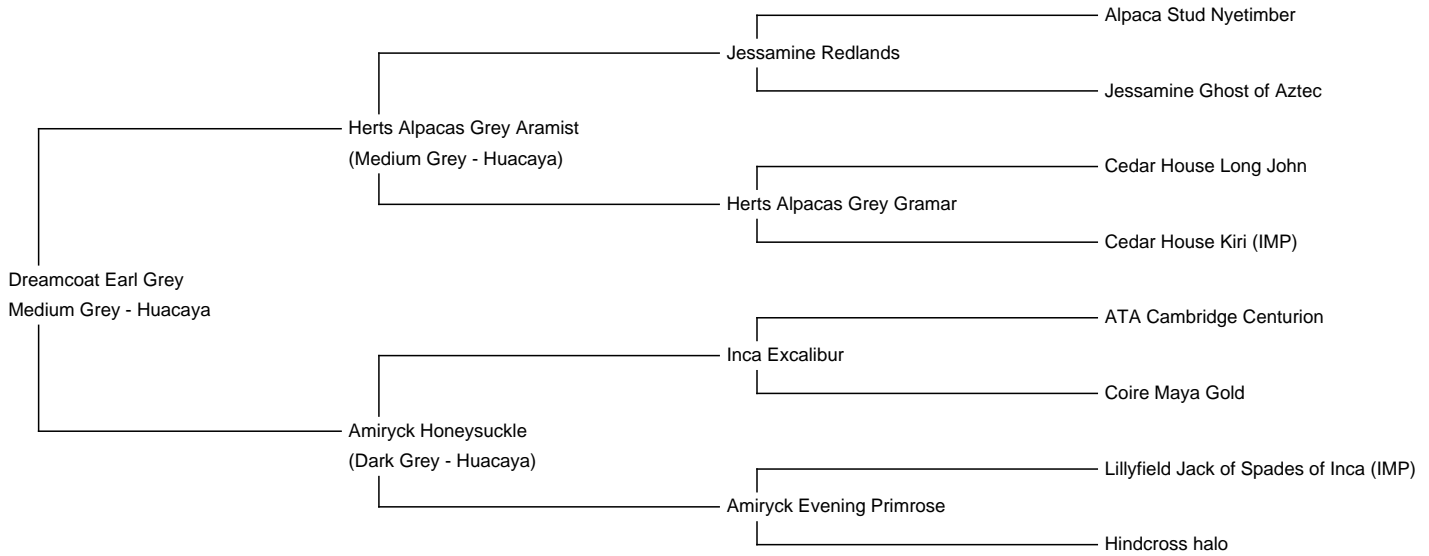 Alpaca Stud Nyetimber
Jessamine Redlands
Jessamine Ghost of Aztec
Herts Alpacas Grey Aramist
(Medium Grey - Huacaya)
Cedar House Long John
Herts Alpacas Grey Gramar
Cedar House Kiri (IMP)
Dreamcoat Earl Grey
Medium Grey - Huacaya
ATA Cambridge Centurion
Inca Excalibur
Coire Maya Gold
Amiryck Honeysuckle
(Dark Grey - Huacaya)
Lillyfield Jack of Spades of Inca (IMP)
Amiryck Evening Primrose
Hindcross halo